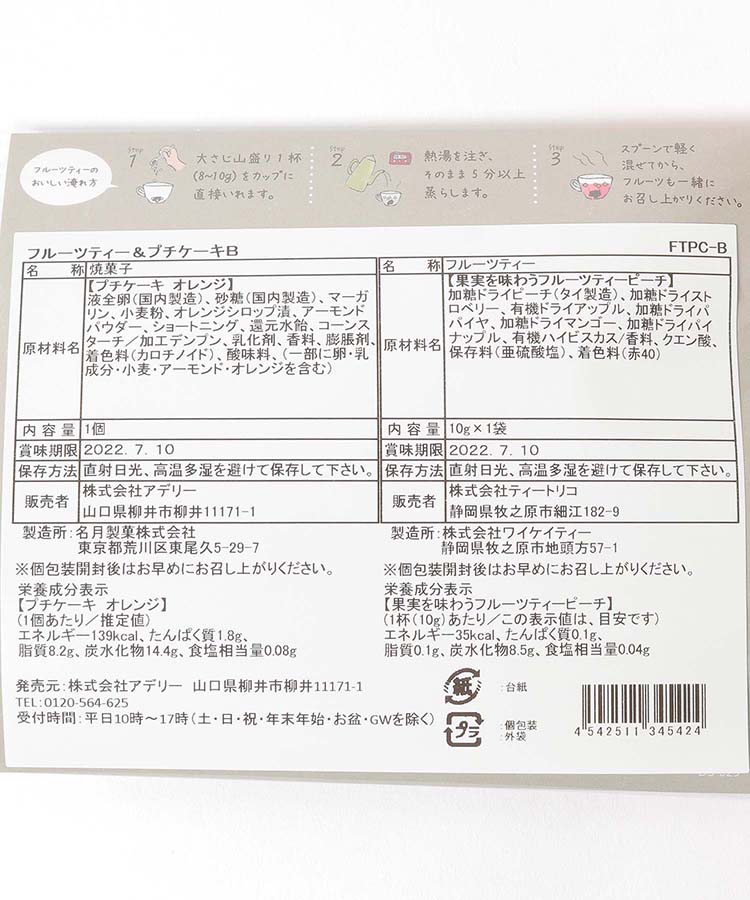 フルーツティーの
おいしい淹れ方
Step
1
大さじ山盛り1杯
(8~10g)をカップに
直接いれます。
Step
2
熱湯を注ぎ、
そのまま5分以上
蒸らします。
Step
3
スプーンで軽く
混ぜてから、
フルーツも一緒に
お召し上がりください。
フルーツティー&プチケーキB
FTPC-B
名 称 焼菓子
原材料名
【プチケーキ オレンジ】
液全卵(国内製造)、砂糖(国内製造)、マーガ
リン、小麦粉、オレンジシロップ漬、アーモンド
パウダー、ショートニング、還元水飴、コーンス
ターチ/加工デンプン、乳化剤、香料、膨脹剤、
着色料(カロチノイド)、酸味料、(一部に卵・乳
成分・小麦・アーモンド・オレンジを含む)
内 容 量 1個
賞味期限 2022. 7. 10
保存方法 直射日光、高温多湿を避けて保存して下さい。
販売者
株式会社アデリー
山口県柳井市柳井11171-1
名 称 フルーツティー
原材料名
【果実を味わうフルーツティーピーチ】
加糖ドライピーチ(タイ製造)、加糖ドライスト
ロベリー、有機ドライアップル、加糖ドライパ
パイヤ、加糖ドライマンゴー、加糖ドライパイ
ナップル、有機ハイビスカス/香料、クエン酸、
保存料(亜硫酸塩)、着色料(赤40)
内 容 量 10g×1袋
賞味期限 2022. 7. 10
保存方法 直射日光、高温多湿を避けて保存して下さい。
販売者
株式会社ティートリコ
静岡県牧之原市細江182-9
製造所:名月製菓株式会社
東京都荒川区東尾久5-29-7
※個包装開封後はお早めにお召し上がりください。
栄養成分表示
【プチケーキ オレンジ】
(1個あたり/推定値)
エネルギー139kcal、たんぱく質1.8g、
脂質8.2g、炭水化物14.4g、食塩相当量0.08g
製造所:株式会社ワイケイティー
静岡県牧之原市地頭方57-1
※個包装開封後はお早めにお召し上がりください。
栄養成分表示
【果実を味わうフルーツティーピーチ】
(1杯(10g)あたり/この表示値は、目安です)
エネルギー35kcal、たんぱく質0.1g、
脂質0.1g、炭水化物8.5g、食塩相当量0.04g
発売元:株式会社アデリー 山口県柳井市柳井11171-1
TEL:0120-564-625
受付時間:平日10時~17時(土・日・祝・年末年始・お盆・GWを除く)
紙
:台紙
プラ
:個包装
:外袋
4 542511 345424